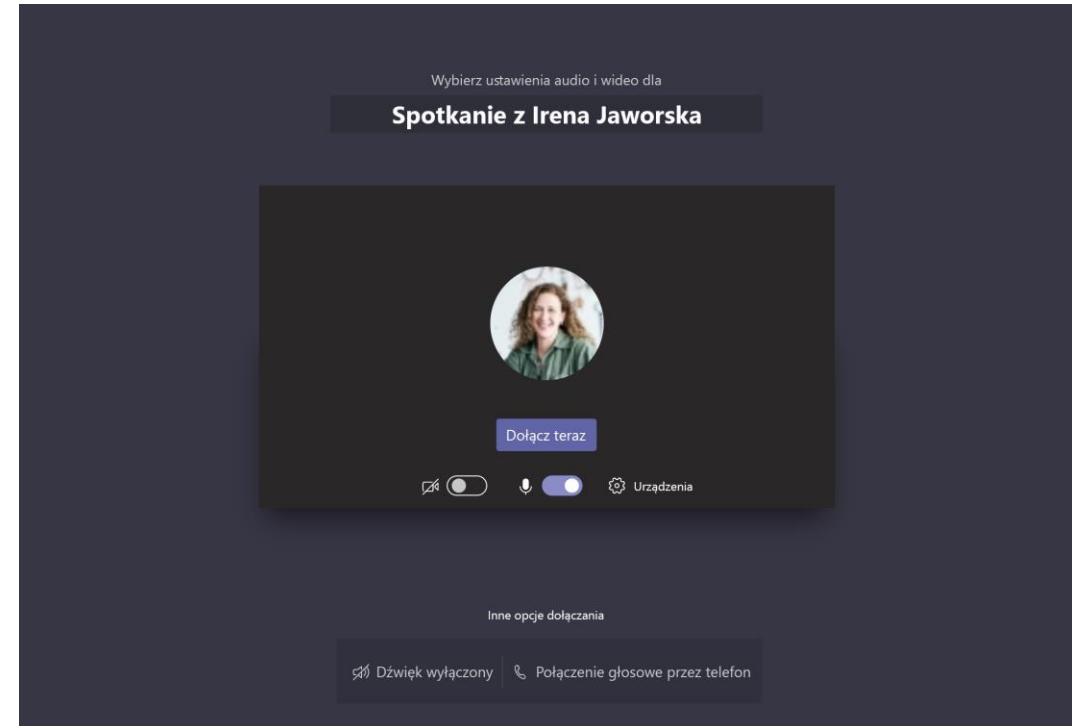 Wybierz ustawienia audio i wideo dla
Spotkanie z Irena Jaworska
Dołącz teraz
Urządzenia
Inne opcje dołączania
Dźwięk wyłączony Połączenie głosowe przez telefon